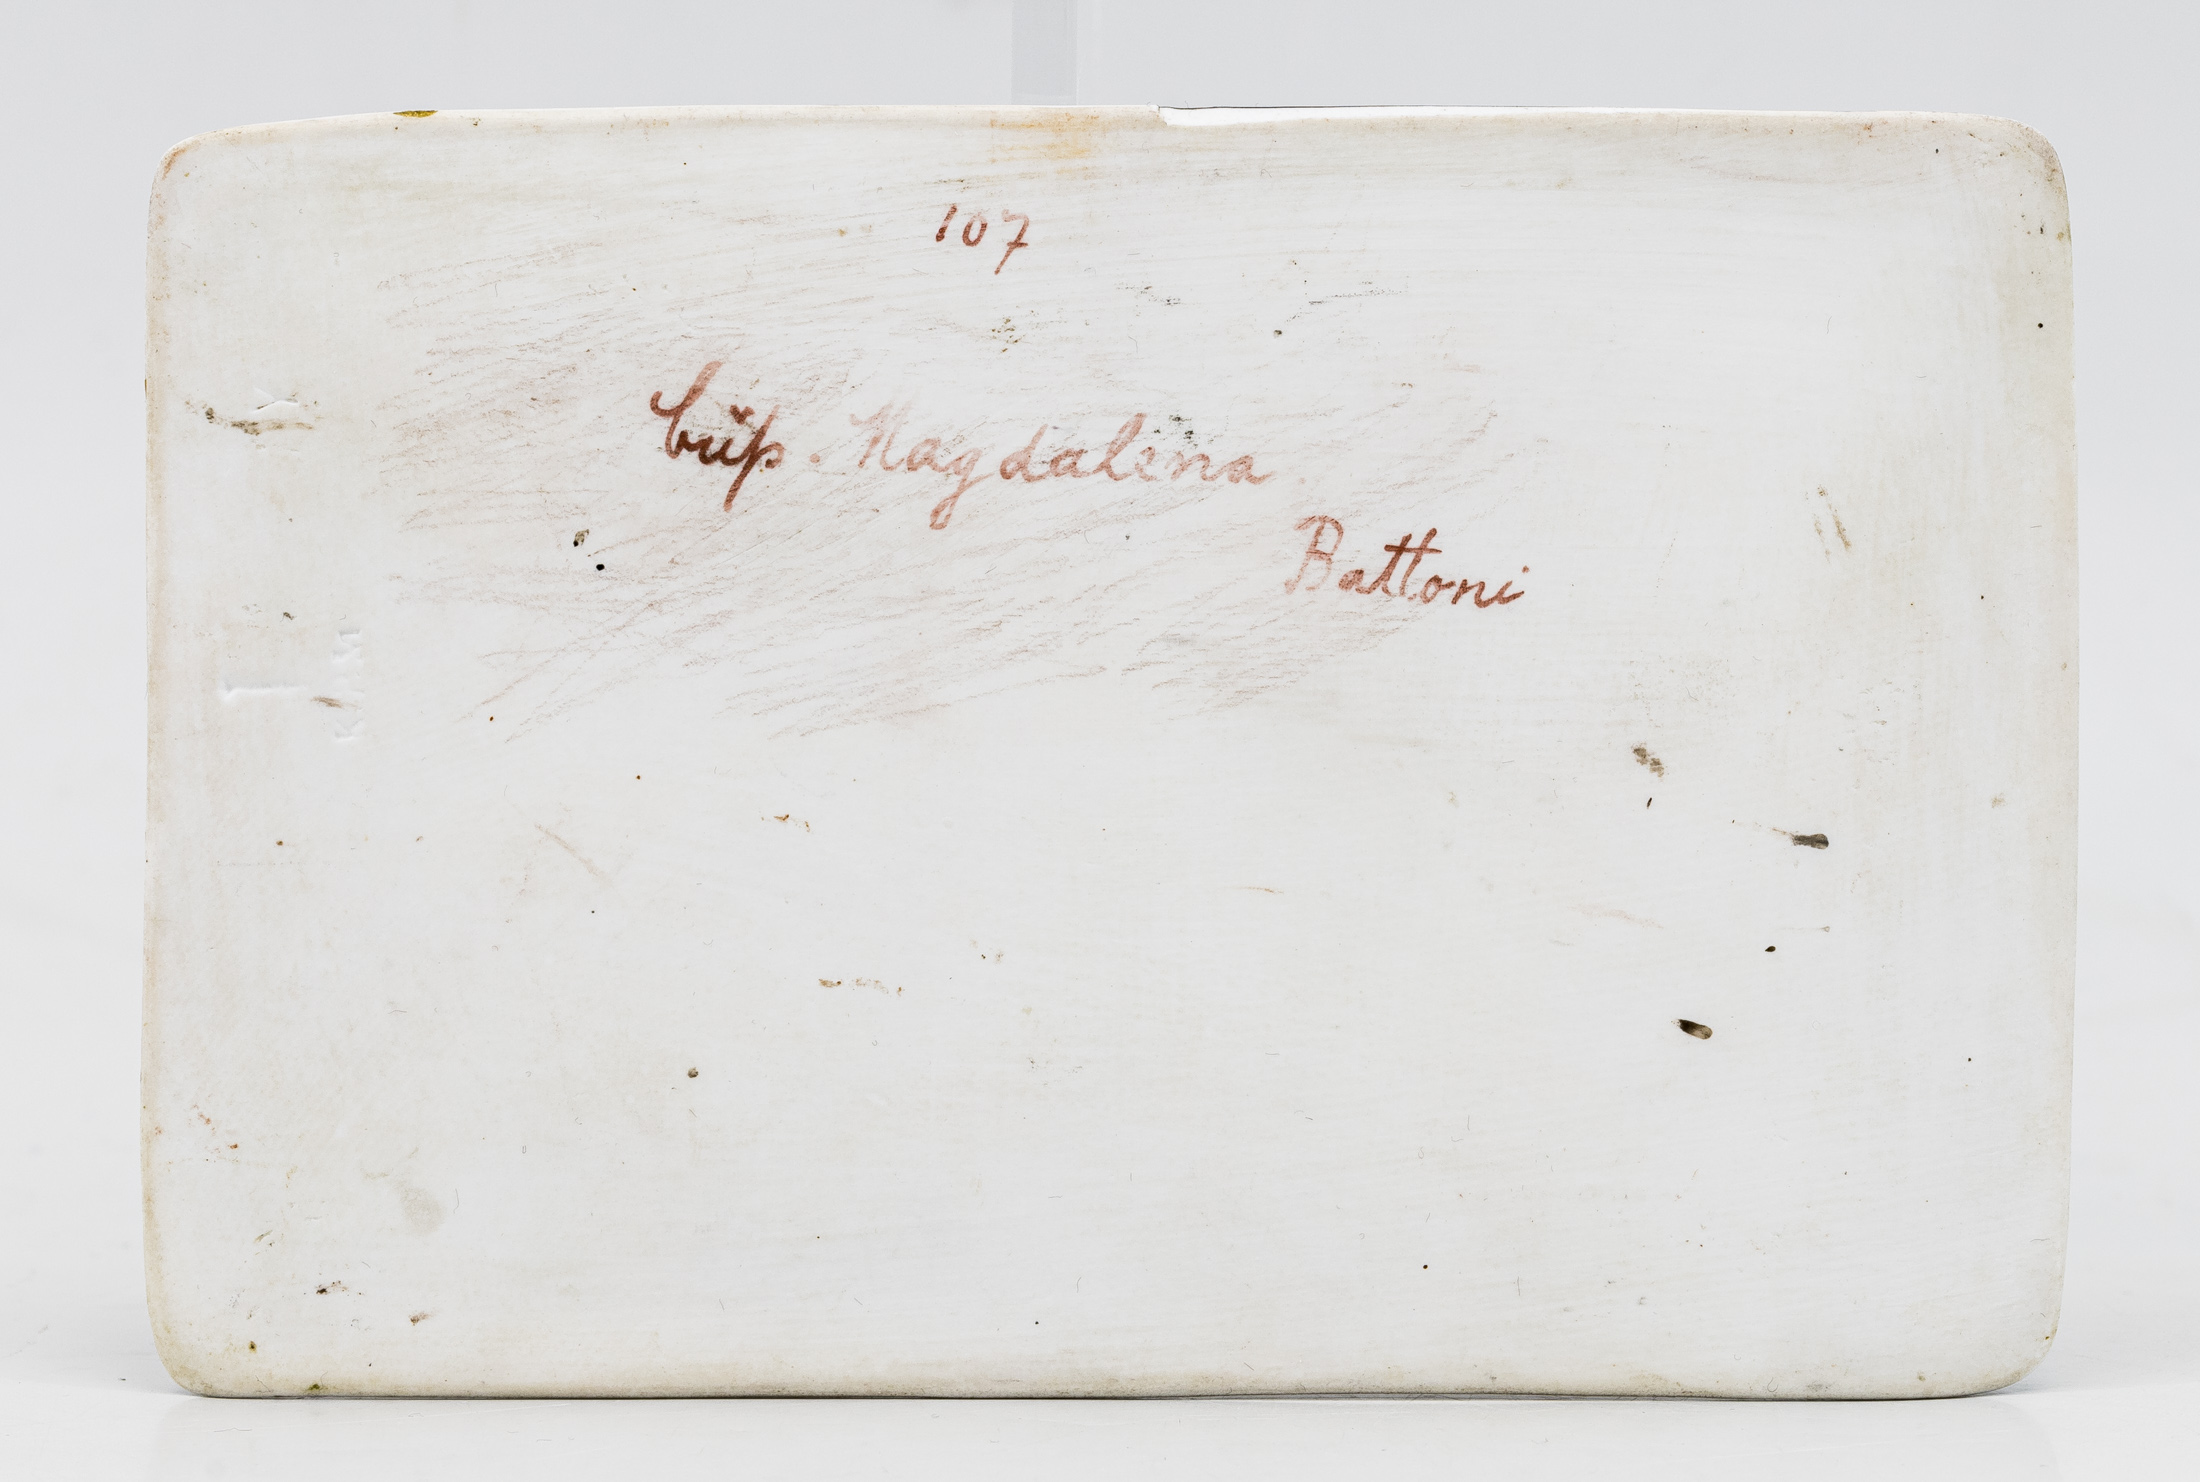 107
büß. Magdalena.
Battoni